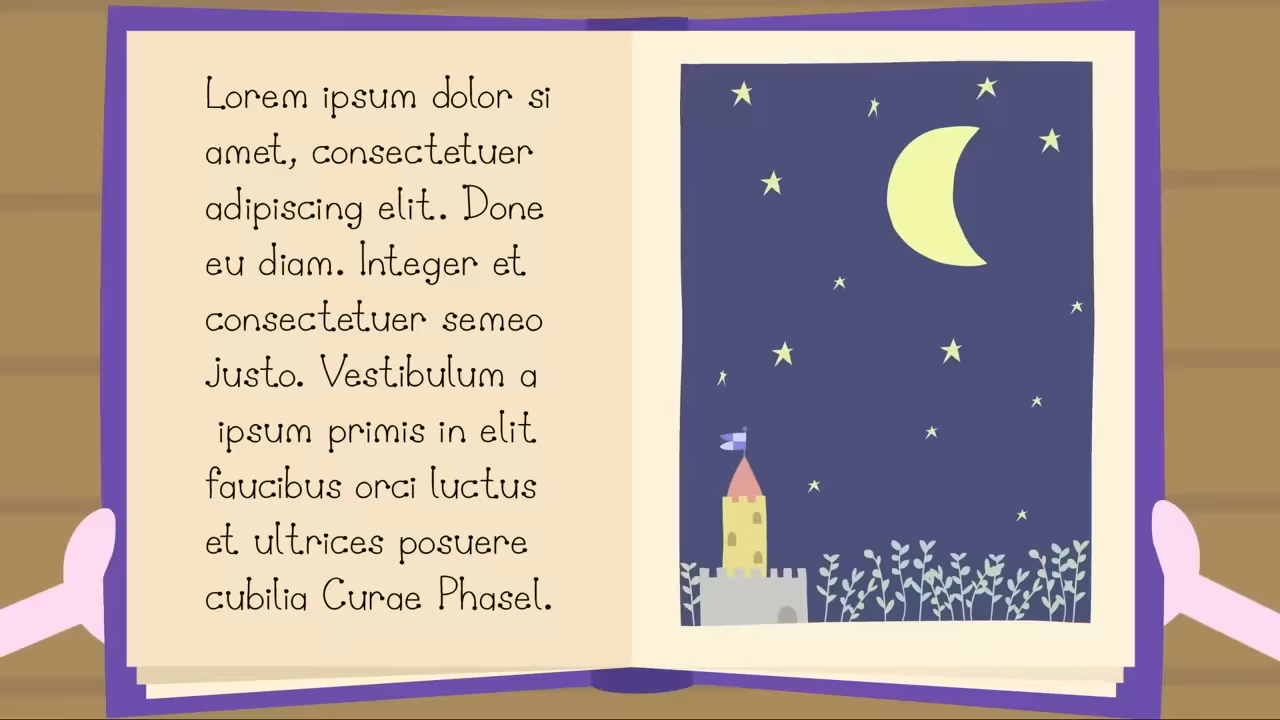 Lorem ipsum dolor si
amet, consectetuer
adipiscing elit. Done
eu diam. Integer et
consectetuer semeo
justo. Vestibulum a
ipsum primis in elit
faucibus orci luctus
et ultrices posuere
cubilia Curae Phasel.